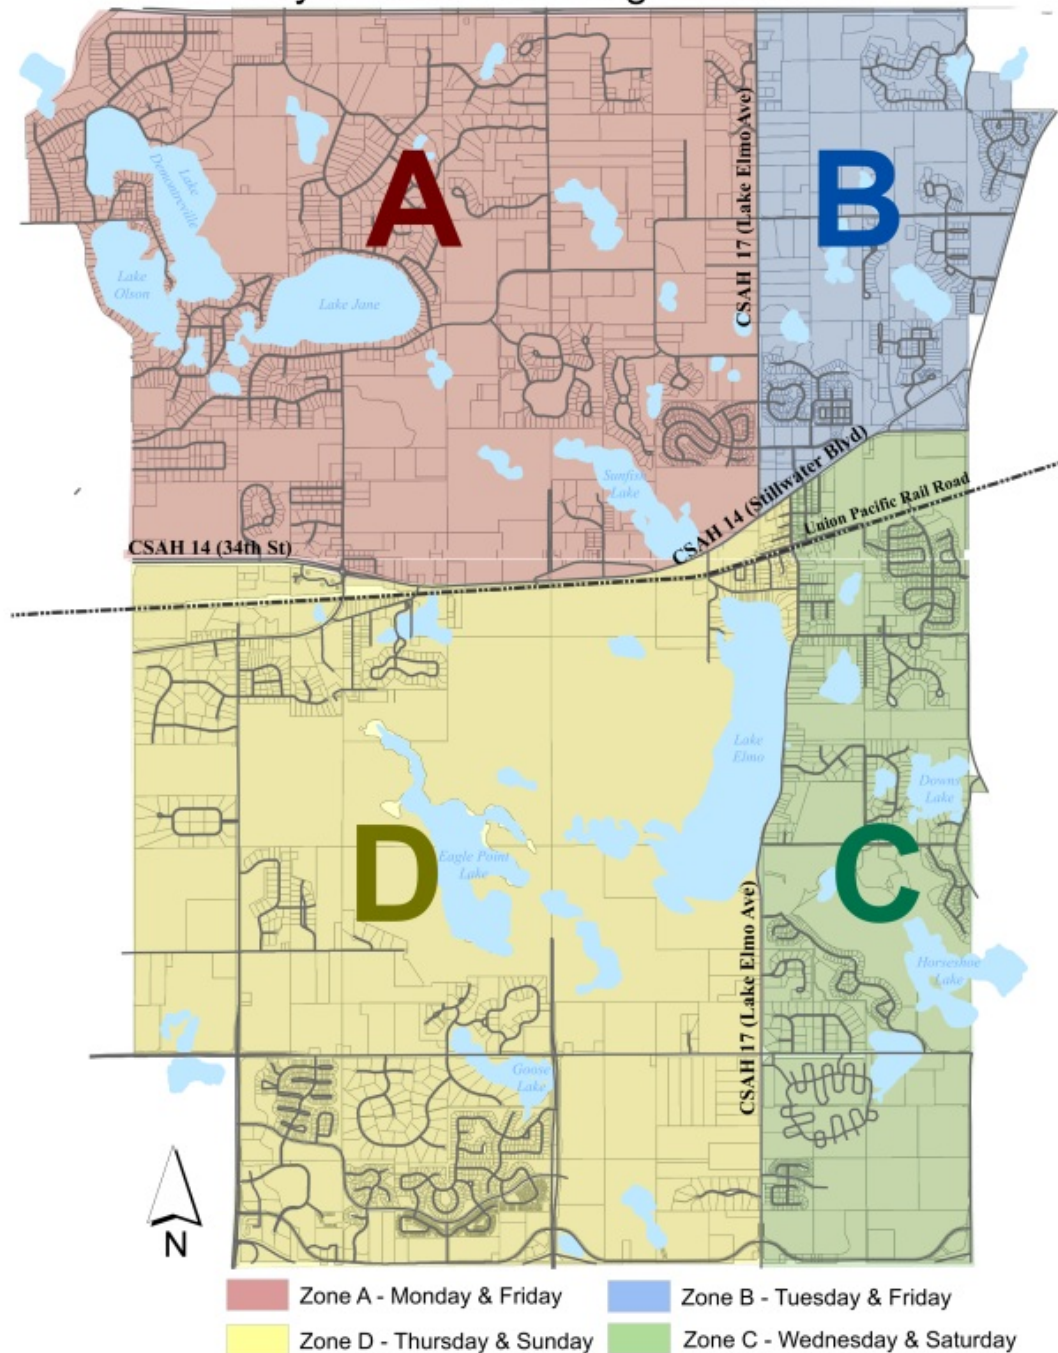 A
B
Lake
Demontreville
Lake
Olson
Lake Jane
CSAH 17 (Lake Elmo Ave)
Sunfish
Lake
CSAH 14 (Stillwater Blvd)
Union Pacific Rail Road
CSAH 14 (34th St)
Lake
Elmo
Downs
Lake
D
Eagle Point
Lake
C
Horseshoe
Lake
CSAH 17 (Lake Elmo Ave)
Goose
Lake
N
Zone A - Monday & Friday
Zone B - Tuesday & Friday
Zone D - Thursday & Sunday
Zone C - Wednesday & Saturday